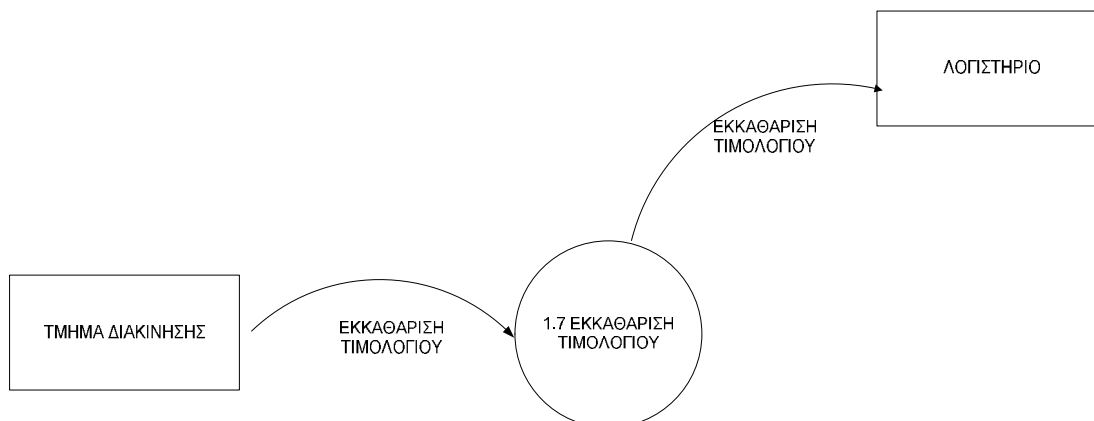 ΛΟΓΙΣΤΗΡΙΟ
ΕΚΚΑΘΑΡΙΣΗ
ΤΙΜΟΛΟΓΙΟΥ
ΤΜΗΜΑ ΔΙΑΚΙΝΗΣΗΣ
ΕΚΚΑΘΑΡΙΣΗ
ΤΙΜΟΛΟΓΙΟΥ
1.7 ΕΚΚΑΘΑΡΙΣΗ
ΤΙΜΟΛΟΓΙΟΥ